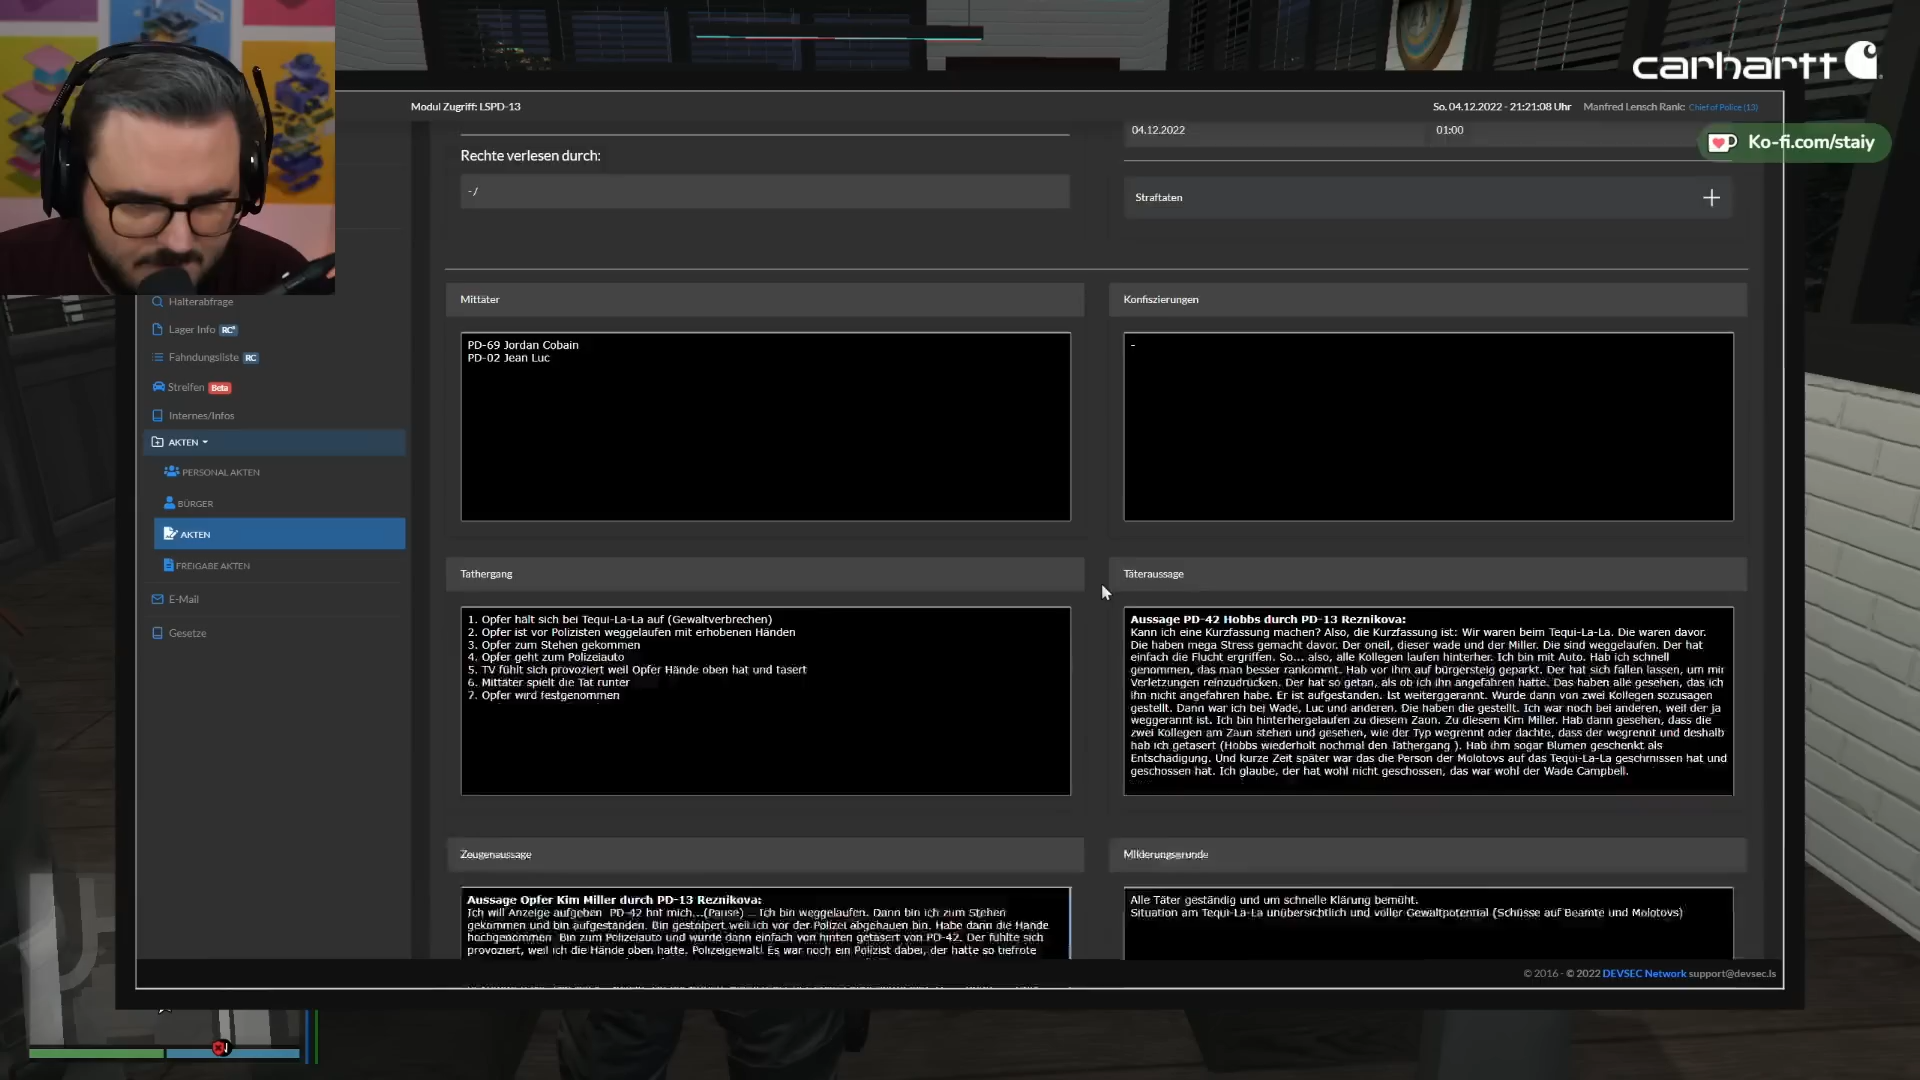 carhartt
Modul Zugriff: LSPD-13
So. 04.12.2022 - 21:21:08 Uhr
Manfred Lensch Rank: Chief of Police (13)
04.12.2022
01:00
Ko-fi.com/staiy
Rechte verlesen durch:
-/
Straftaten
Halterabfrage
Lager Info RC*
Fahndungsliste RC
Streifen Beta
Internes/Infos
AKTEN
PERSONAL AKTEN
BÜRGER
AKTEN
FREIGABE AKTEN
E-Mail
Gesetze
Mittäter
PD-69 Jordan Cobain
PD-02 Jean Luc
Konfiszierungen
-
Tathergang
1. Opfer hält sich bei Tequi-La-La auf (Gewaltverbrechen)
2. Opfer ist vor Polizisten weggelaufen mit erhobenen Händen
3. Opfer zum Stehen gekommen
4. Opfer geht zum Polizeiauto
5. TV fühlt sich provoziert weil Opfer Hände oben hat und tasert
6. Mittäter spielt die Tat runter
7. Opfer wird festgenommen
Täteraussage
Aussage PD-42 Hobbs durch PD-13 Reznikova:
Kann ich eine Kurzfassung machen? Also, die Kurzfassung ist: Wir waren beim Tequi-La-La. Die waren davor.
Die haben mega Stress gemacht davor. Der oneil, dieser wade und der Miller. Die sind weggelaufen. Der hat
einfach die Flucht ergriffen. So... also, alle Kollegen laufen hinterher. Ich bin mit Auto. Hab ich schnell
genommen, das man besser rankommt. Hab vor ihm auf bürgersteig geparkt. Der hat sich fallen lassen, um mir
Verletzungen reinzudrücken. Der hat so getan, als ob ich ihn angefahren hätte. Das haben alle gesehen, das ich
ihn nicht angefahren habe. Er ist aufgestanden. Ist weiterggerannt. Wurde dann von zwei Kollegen sozusagen
gestellt. Dann war ich bei Wade, Luc und anderen. Die haben die gestellt. Ich war noch bei anderen, weil der ja
weggerannt ist. Ich bin hinterhergelaufen zu diesem Zaun. Zu diesem Kim Miller. Hab dann gesehen, dass die
zwei Kollegen am Zaun stehen und gesehen, wie der Typ wegrennt oder dachte, dass der wegrennt und deshalb
hab ich getasert (Hobbs wiederholt nochmal den Tathergang ). Hab ihm sogar Blumen geschenkt als
Entschädigung. Und kurze Zeit später war das die Person der Molotovs auf das Tequi-La-La geschmissen hat und
geschossen hat. Ich glaube, der hat wohl nicht geschossen, das war wohl der Wade Campbell.
Zeugenaussage
Aussage Opfer Kim Miller durch PD-13 Reznikova:
Ich will Anzeige aufgeben PD-42 hat mich...(Pause) – Ich bin weggelaufen. Dann bin ich zum Stehen
gekommen und bin aufgestanden. Bin gestolpert weil ich vor der Polizei abgehauen bin. Habe dann die Hände
hochgenommen Bin zum Polizeiauto und wurde dann einfach von hinten getasert von PD-42. Der fühlte sich
provoziert, weil ich die Hände oben hatte. Polizeigewalt! Es war noch ein Polizist dabei, der hatte so tiefrote
Milderungsgründe
Alle Täter geständig und um schnelle Klärung bemüht.
Situation am Tequi-La-La unübersichtlich und voller Gewaltpotential (Schüsse auf Beamte und Molotovs)
© 2016 - © 2022 DEVSEC Network support@devsec.ls